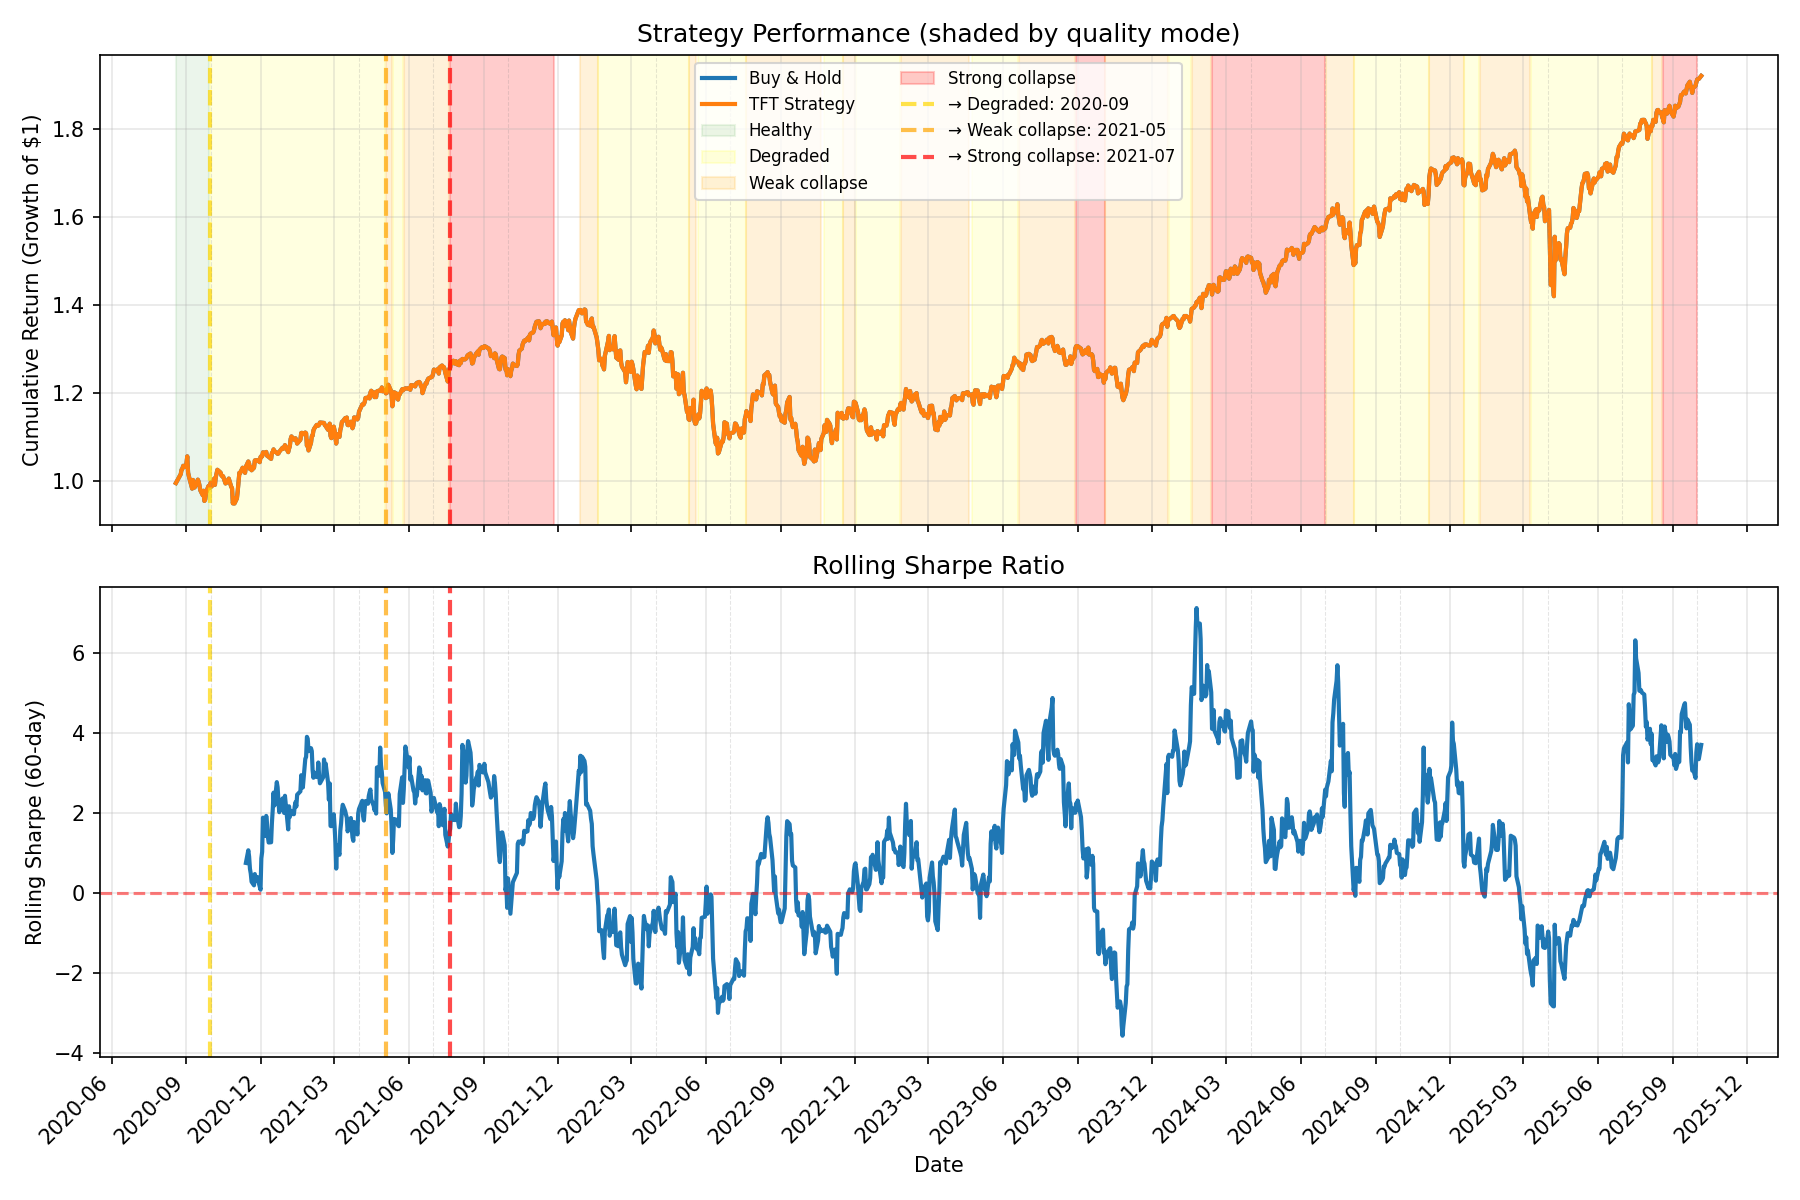 Strategy Performance (shaded by quality mode)
Cumulative Return (Growth of $1)
1.8
1.6
1.4
1.2
1.0
Buy & Hold
TFT Strategy
Healthy
Degraded
Weak collapse
Strong collapse
→ Degraded: 2020-09
→ Weak collapse: 2021-05
→ Strong collapse: 2021-07
Rolling Sharpe Ratio
Rolling Sharpe (60-day)
6
4
2
0
−2
−4
2020-06
2020-09
2020-12
2021-03
2021-06
2021-09
2021-12
2022-03
2022-06
2022-09
2022-12
2023-03
2023-06
2023-09
2023-12
2024-03
2024-06
2024-09
2024-12
2025-03
2025-06
2025-09
2025-12
Date